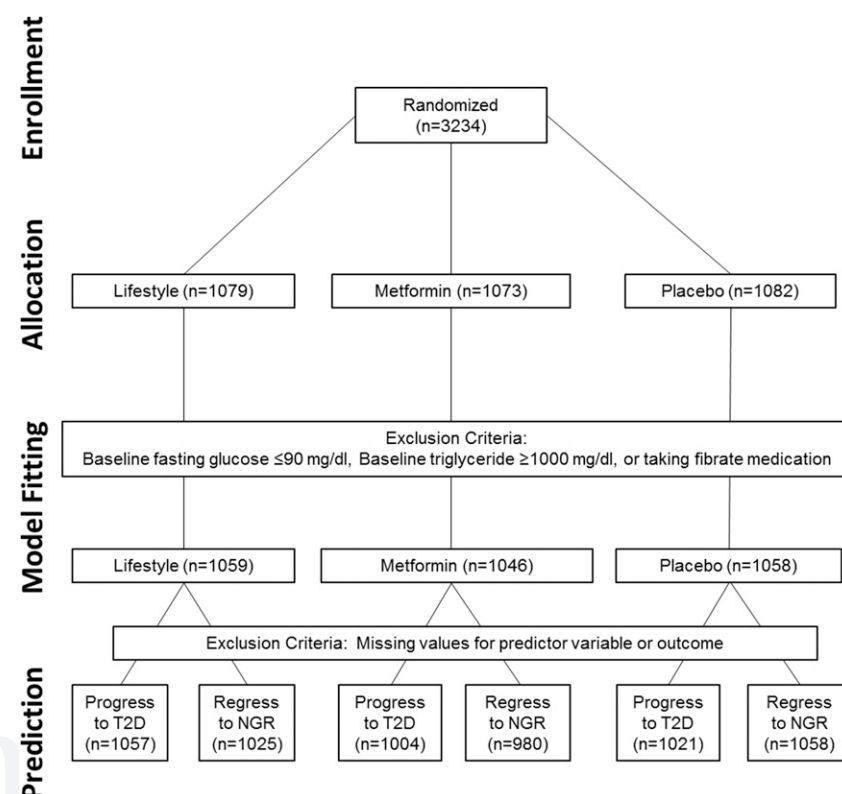 Enrollment
Randomized
(n=3234)
Allocation
Lifestyle (n=1079)
Metformin (n=1073)
Placebo (n=1082)
Model Fitting
Exclusion Criteria:
Baseline fasting glucose ≤90 mg/dl, Baseline triglyceride ≥1000 mg/dl, or taking fibrate medication
Lifestyle (n=1059)
Metformin (n=1046)
Placebo (n=1058)
Exclusion Criteria: Missing values for predictor variable or outcome
Prediction
Progress
to T2D
(n=1057)
Regress
to NGR
(n=1025)
Progress
to T2D
(n=1004)
Regress
to NGR
(n=980)
Progress
to T2D
(n=1021)
Regress
to NGR
(n=1058)